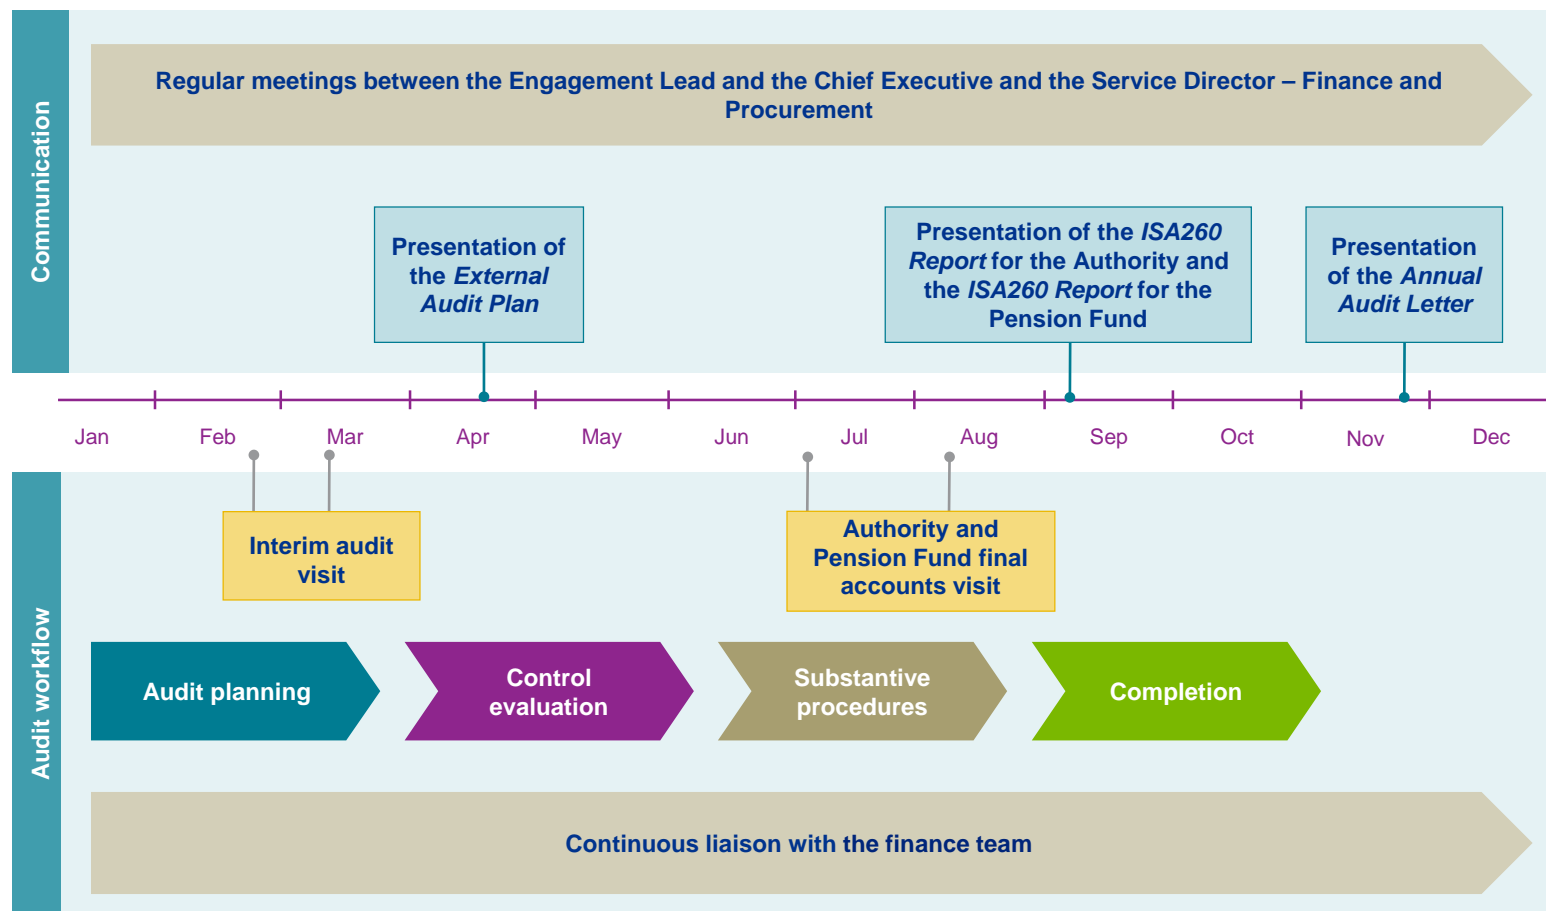 Communication
Regular meetings between the Engagement Lead and the Chief Executive and the Service Director – Finance and
Procurement
Presentation of
the External
Audit Plan
Presentation of the ISA260
Report for the Authority and
the ISA260 Report for the
Pension Fund
Presentation
of the Annual
Audit Letter
Jan Feb Mar Apr May Jun Jul Aug Sep Oct Nov Dec
Audit workflow
Interim audit
visit
Authority and
Pension Fund final
accounts visit
Audit planning
Control
evaluation
Substantive
procedures
Completion
Continuous liaison with the finance team